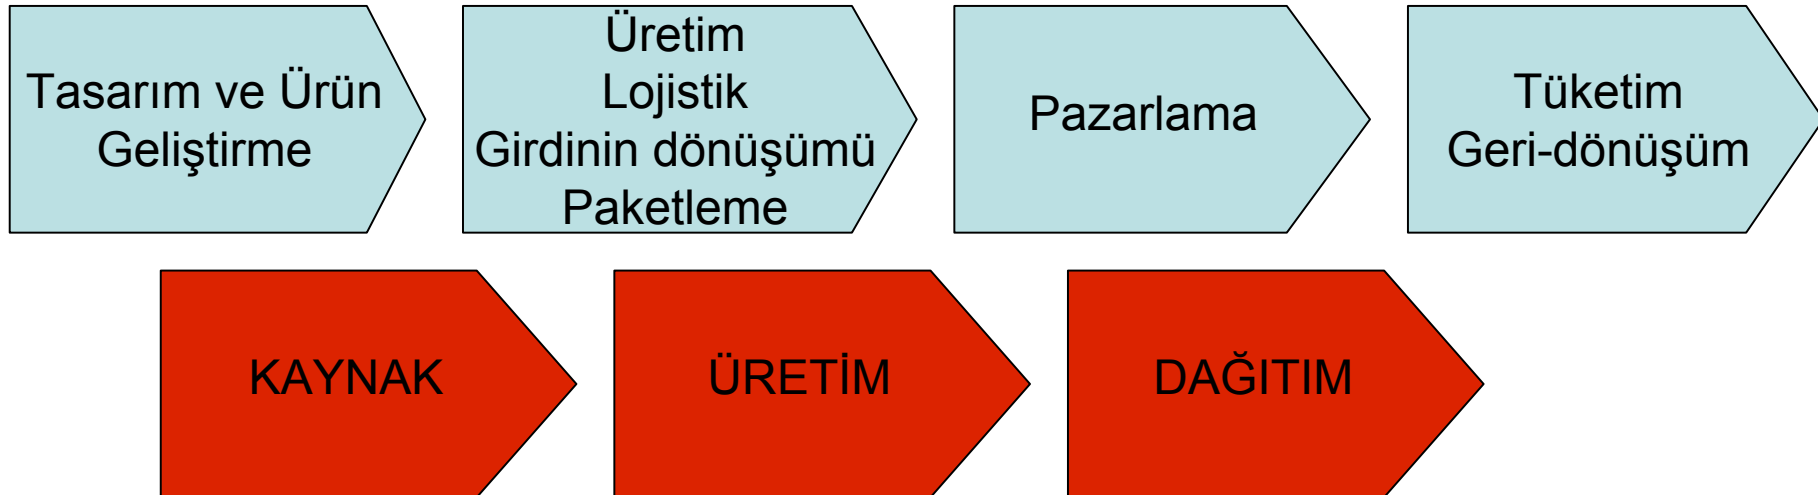 Tasarım ve Ürün
Geliştirme
Üretim
Lojistik
Girdinin dönüşümü
Paketleme
Pazarlama
Tüketim
Geri-dönüşüm
KAYNAK
ÜRETİM
DAĞITIM